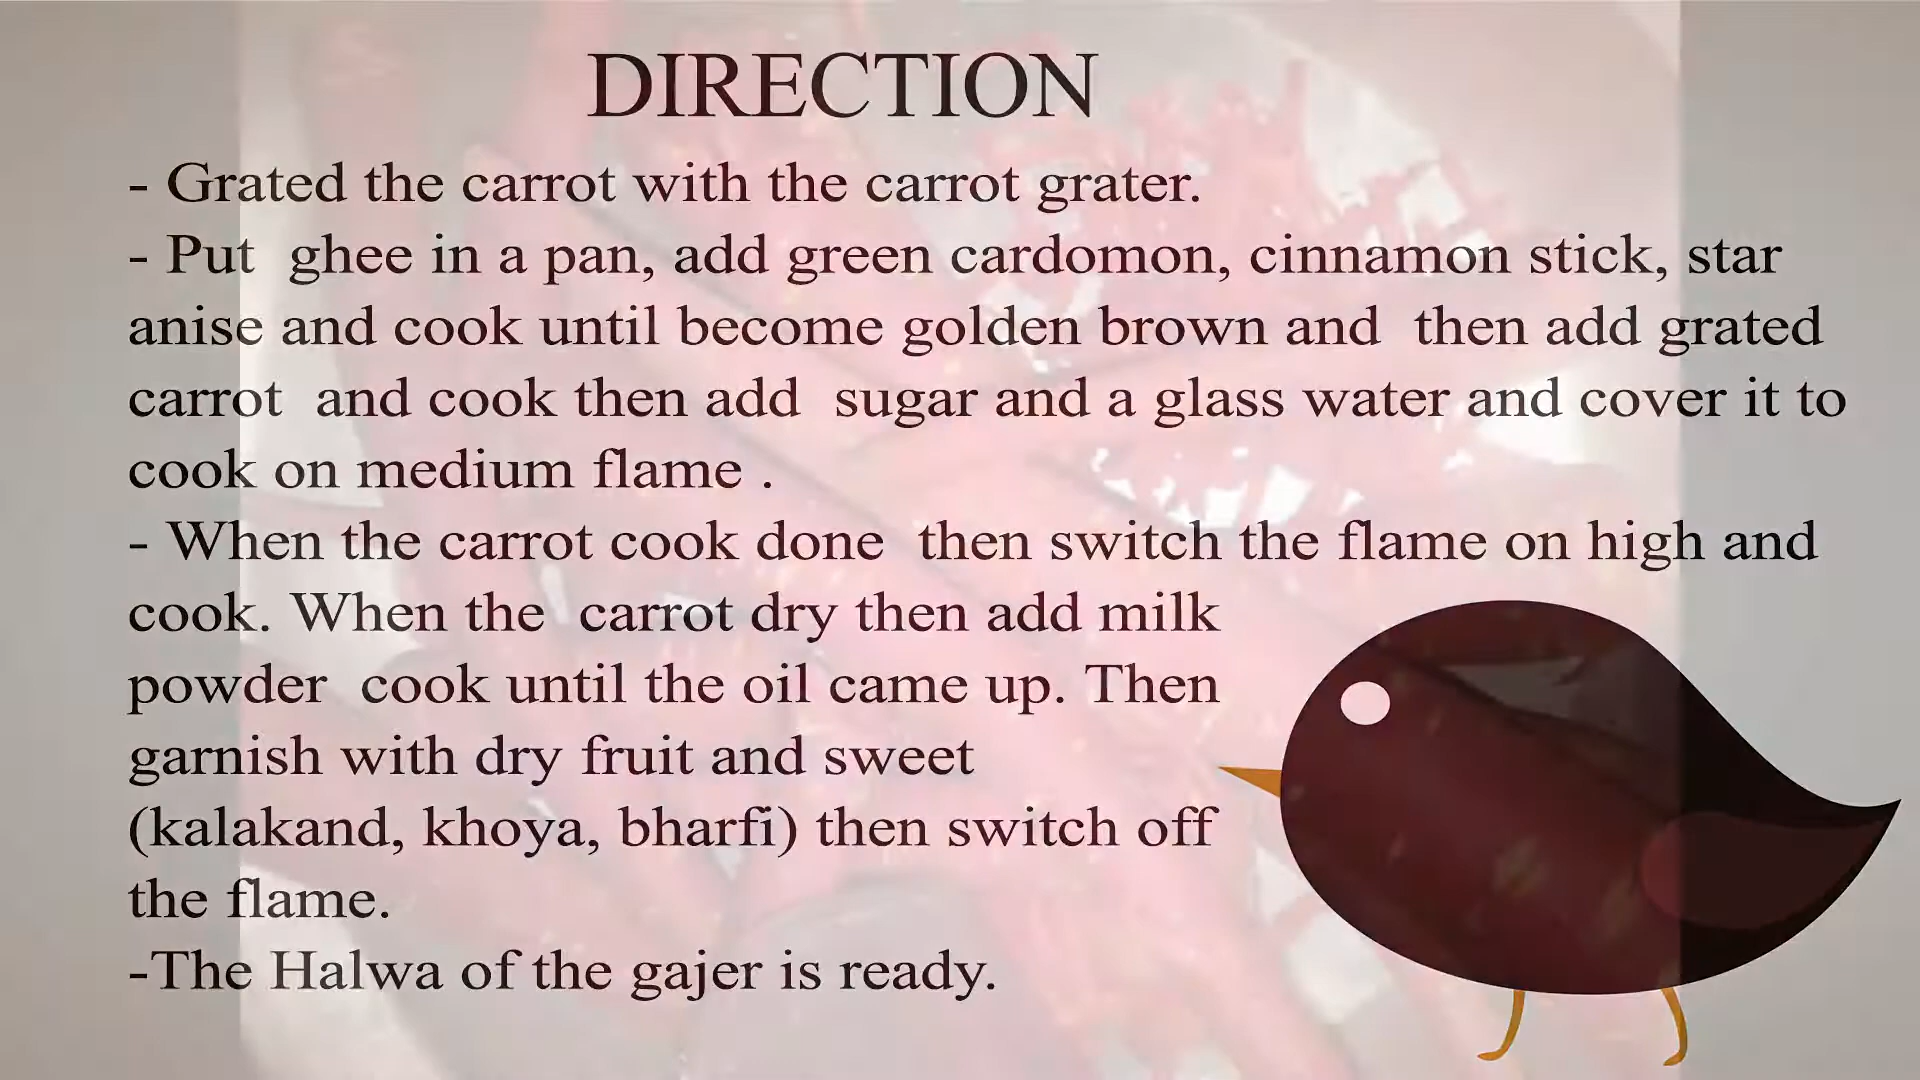 DIRECTION
- Grated the carrot with the carrot grater.
- Put  ghee in a pan, add green cardomon, cinnamon stick, star
anise and cook until become golden brown and  then add grated
carrot  and cook then add  sugar and a glass water and cover it to
cook on medium flame .
- When the carrot cook done  then switch the flame on high and
cook. When the  carrot dry then add milk
powder  cook until the oil came up. Then
garnish with dry fruit and sweet
(kalakand, khoya, bharfi) then switch off
the flame.
-The Halwa of the gajer is ready.